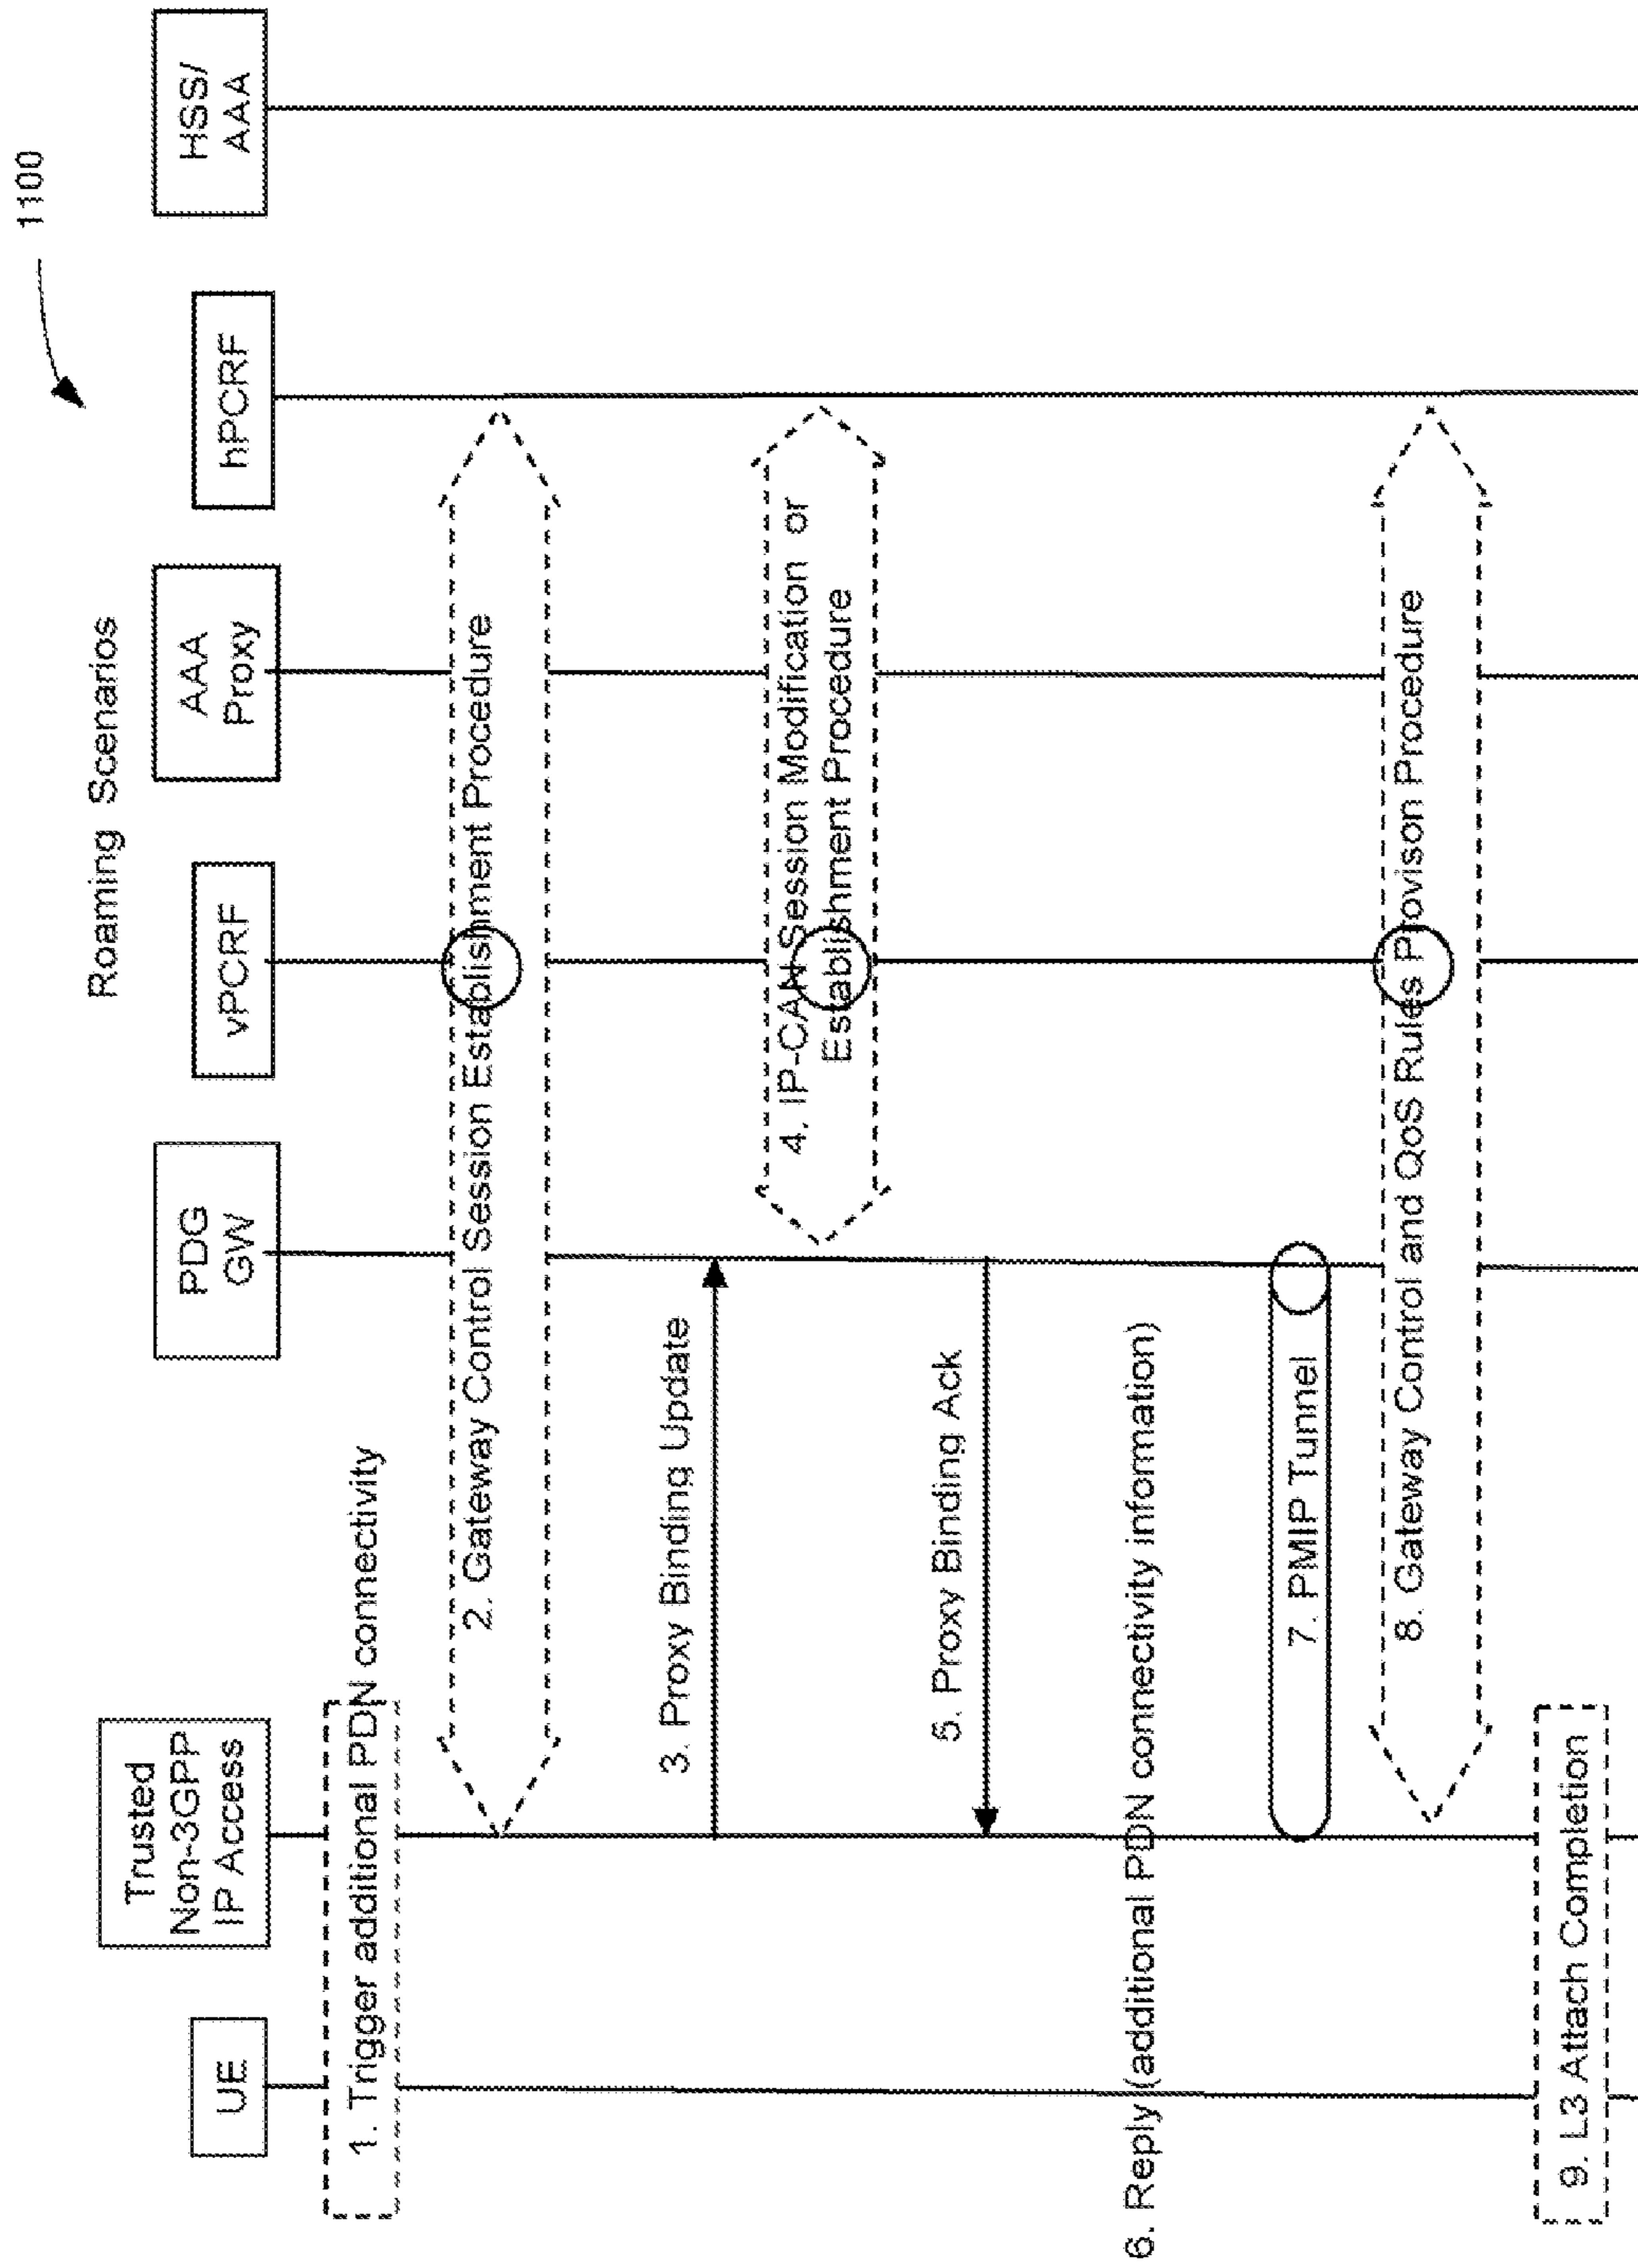 1100
Roaming Scenarios
UE
Trusted
Non-3GPP
IP Access
PDG
GW
vPCRF
AAA
Proxy
hPCRF
HSS/
AAA
1. Trigger additional PDN connectivity
2. Gateway Control Session Establishment Procedure
3. Proxy Binding Update
4. IP-CAN Session Modification or
Establishment Procedure
5. Proxy Binding Ack
6. Reply (additional PDN connectivity information)
7. PMIP Tunnel
8. Gateway Control and QoS Rules Provison Procedure
9. L3 Attach Completion